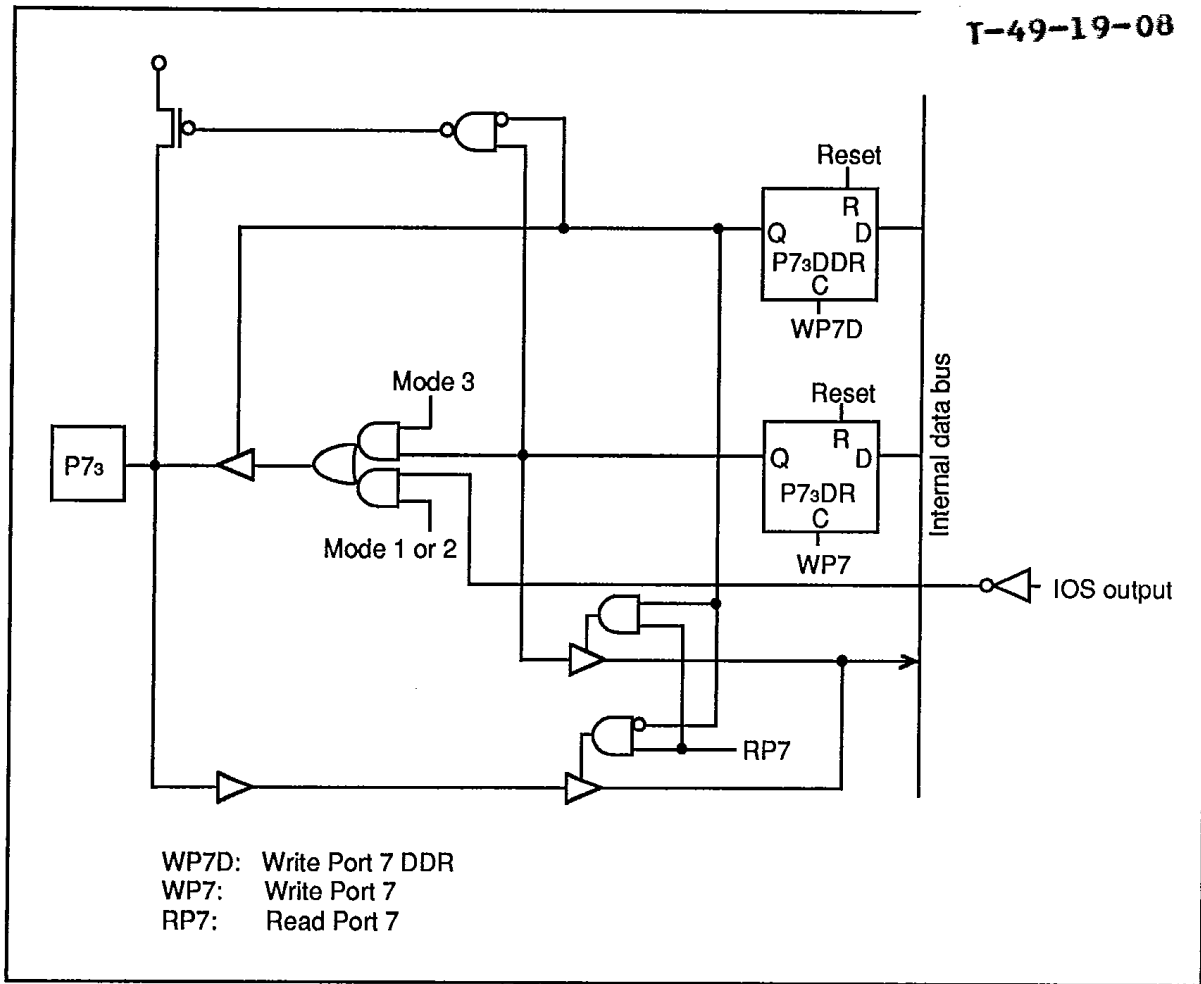 T-49-19-08
Reset
R
Q D
P73DDR
C
WP7D
Mode 3
Reset
R
P73
Q D
P73DR
C
Internal data bus
Mode 1 or 2
WP7
IOS output
RP7
WP7D: Write Port 7 DDR
WP7: Write Port 7
RP7: Read Port 7